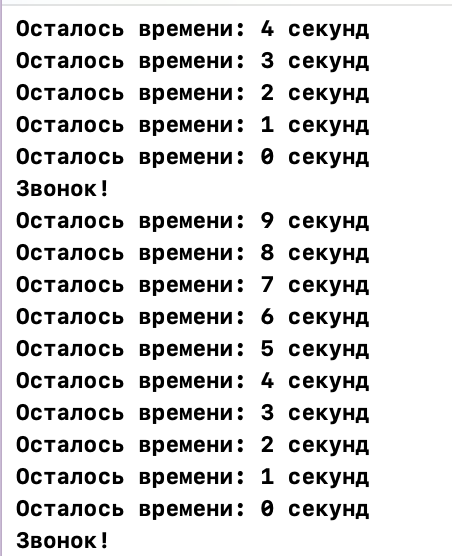 Осталось времени: 4 секунд
Осталось времени: 3 секунд
Осталось времени: 2 секунд
Осталось времени: 1 секунд
Осталось времени: 0 секунд
Звонок!
Осталось времени: 9 секунд
Осталось времени: 8 секунд
Осталось времени: 7 секунд
Осталось времени: 6 секунд
Осталось времени: 5 секунд
Осталось времени: 4 секунд
Осталось времени: 3 секунд
Осталось времени: 2 секунд
Осталось времени: 1 секунд
Осталось времени: 0 секунд
Звонок!